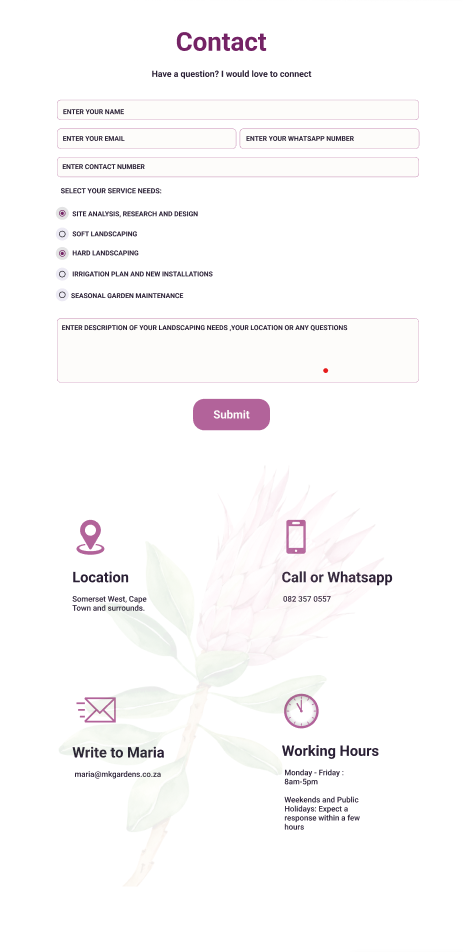 Contact
Have a question? I would love to connect
ENTER YOUR NAME
ENTER YOUR EMAIL
ENTER YOUR WHATSAPP NUMBER
ENTER CONTACT NUMBER
SELECT YOUR SERVICE NEEDS:
SITE ANALYSIS, RESEARCH AND DESIGN
SOFT LANDSCAPING
HARD LANDSCAPING
IRRIGATION PLAN AND NEW INSTALLATIONS
SEASONAL GARDEN MAINTENANCE
ENTER DESCRIPTION OF YOUR LANDSCAPING NEEDS ,YOUR LOCATION OR ANY QUESTIONS
Submit
Location
Somerset West, Cape
Town and surrounds.
Call or Whatsapp
082 357 0557
Write to Maria
maria@mkgardens.co.za
Working Hours
Monday - Friday :
8am-5pm
Weekends and Public
Holidays: Expect a
response within a few
hours